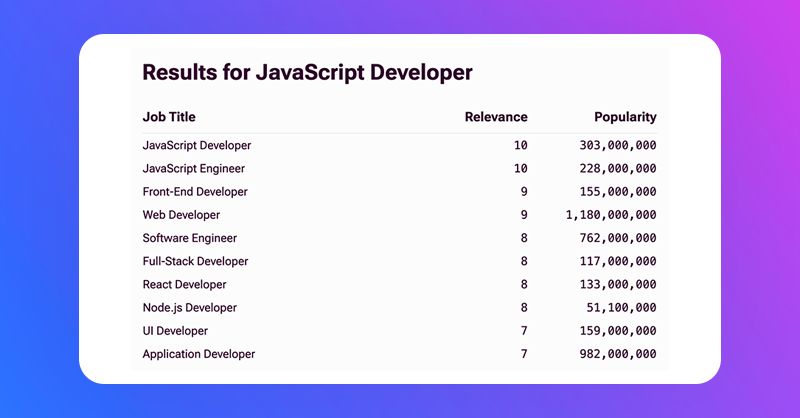 Results for JavaScript Developer
Job Title Relevance Popularity
JavaScript Developer 10 303,000,000
JavaScript Engineer 10 228,000,000
Front-End Developer 9 155,000,000
Web Developer 9 1,180,000,000
Software Engineer 8 762,000,000
Full-Stack Developer 8 117,000,000
React Developer 8 133,000,000
Node.js Developer 8 51,100,000
UI Developer 7 159,000,000
Application Developer 7 982,000,000